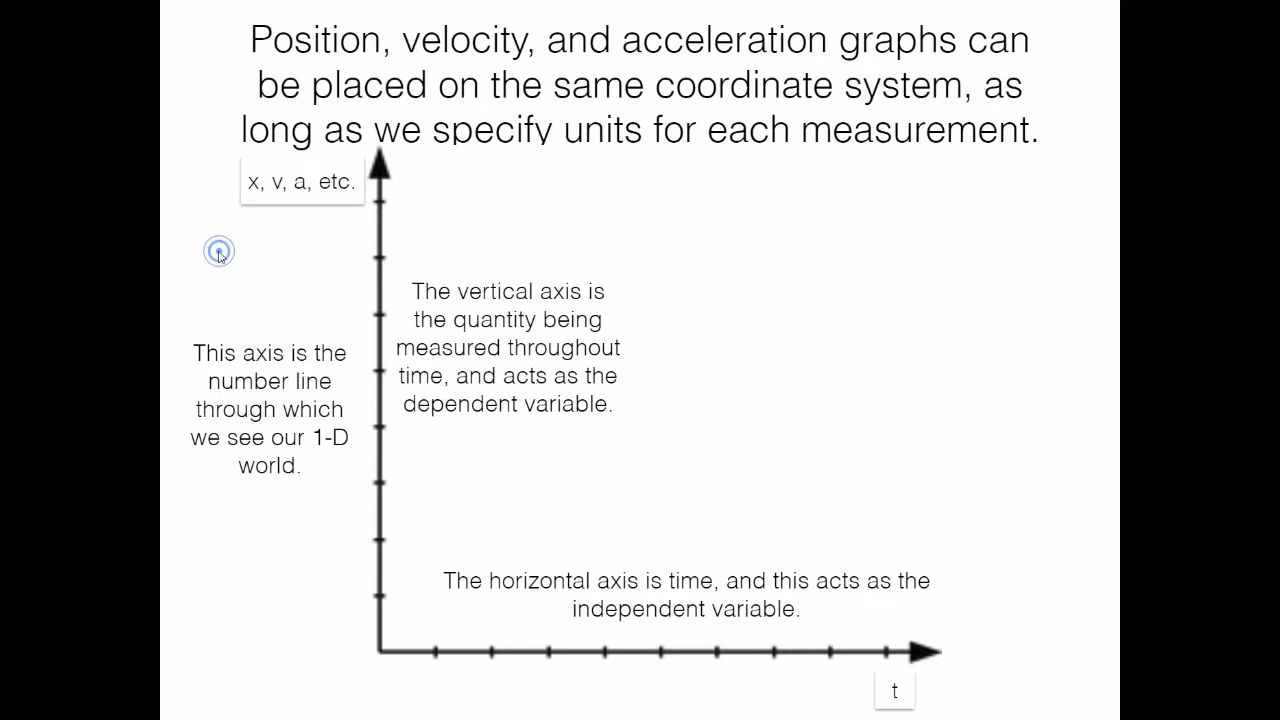 Position, velocity, and acceleration graphs can
be placed on the same coordinate system, as
long as we specify units for each measurement.
x, v, a, etc.
The vertical axis is
the quantity being
measured throughout
time, and acts as the
dependent variable.
This axis is the
number line
through which
we see our 1-D
world.
The horizontal axis is time, and this acts as the
independent variable.
t